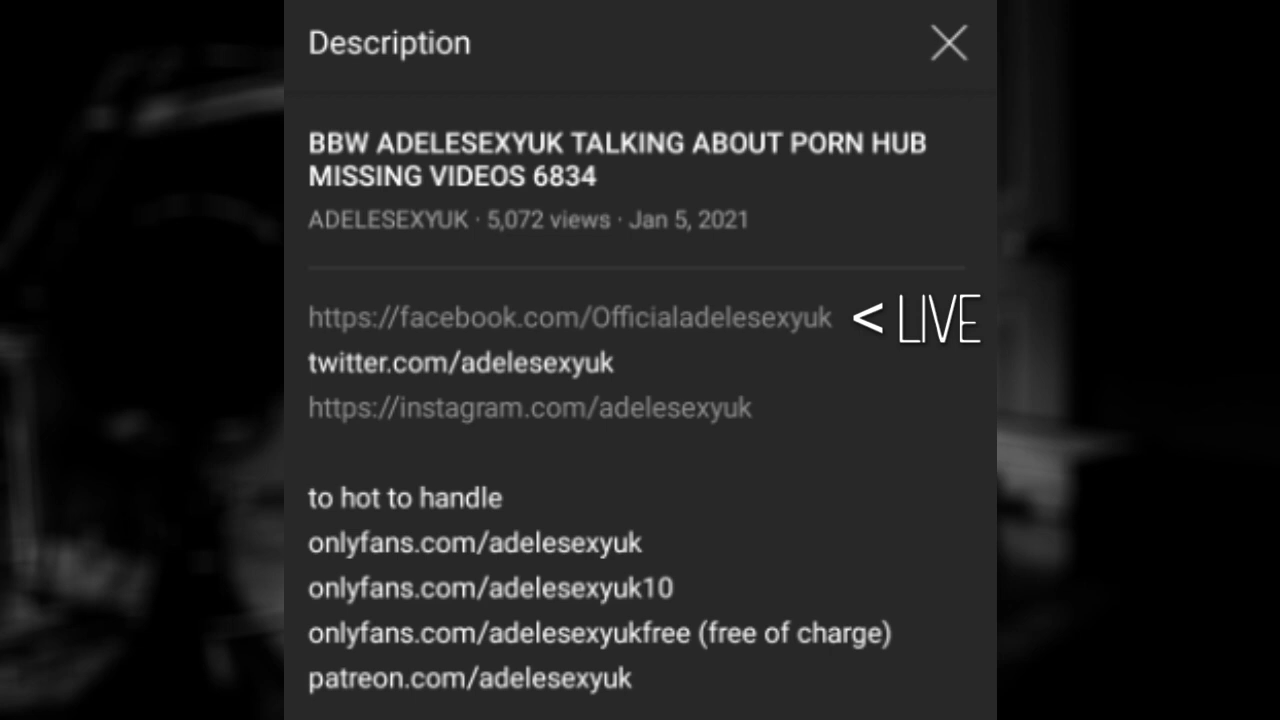 Description
BBW ADELESEXYUK TALKING ABOUT PORN HUB
MISSING VIDEOS 6834
ADELESEXYUK · 5,072 views · Jan 5, 2021
https://facebook.com/Officialadelesexyuk < LIVE
twitter.com/adelesexyuk
https://instagram.com/adelesexyuk
to hot to handle
onlyfans.com/adelesexyuk
onlyfans.com/adelesexyuk10
onlyfans.com/adelesexyukfree (free of charge)
patreon.com/adelesexyuk